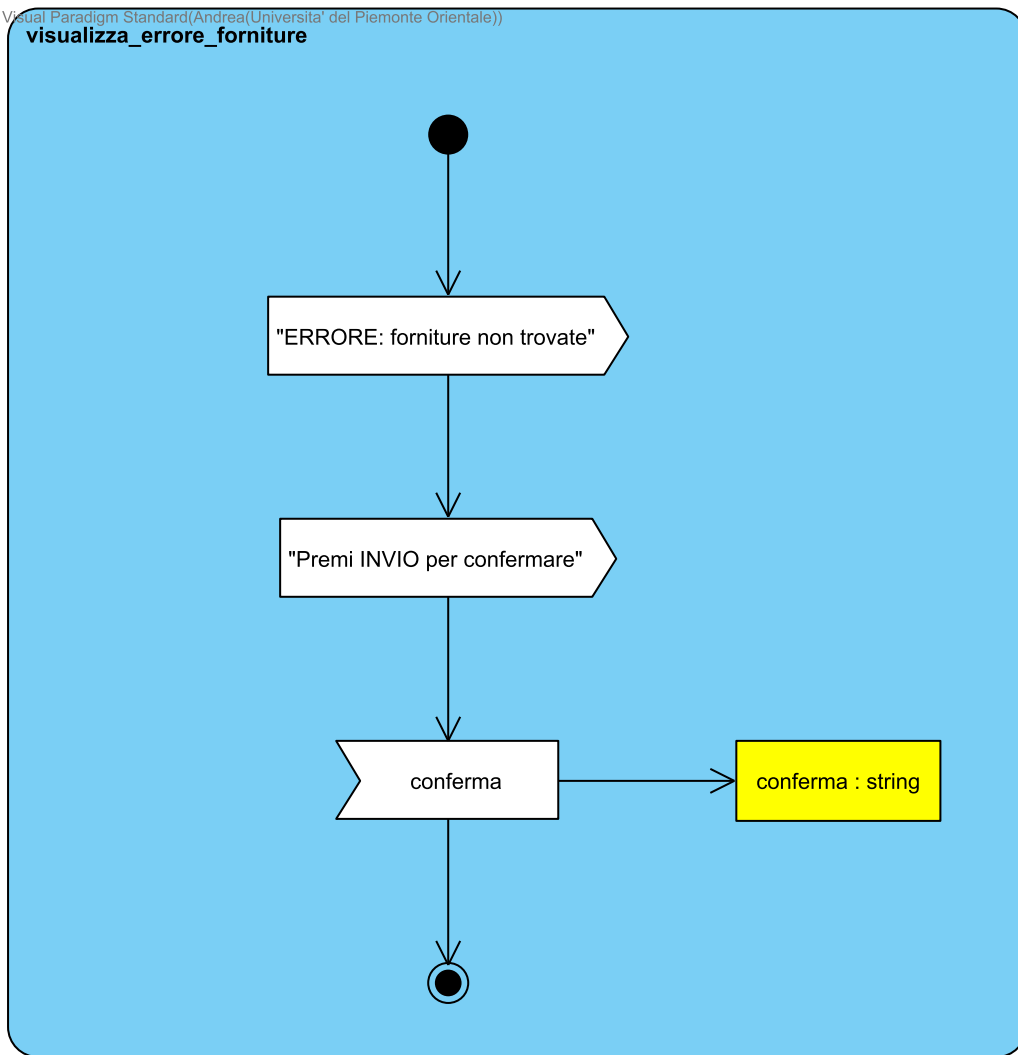 Visual Paradigm Standard(Andrea(Universita' del Piemonte Orientale))
visualizza_errore_forniture
"ERRORE: forniture non trovate"
"Premi INVIO per confermare"
conferma
conferma : string